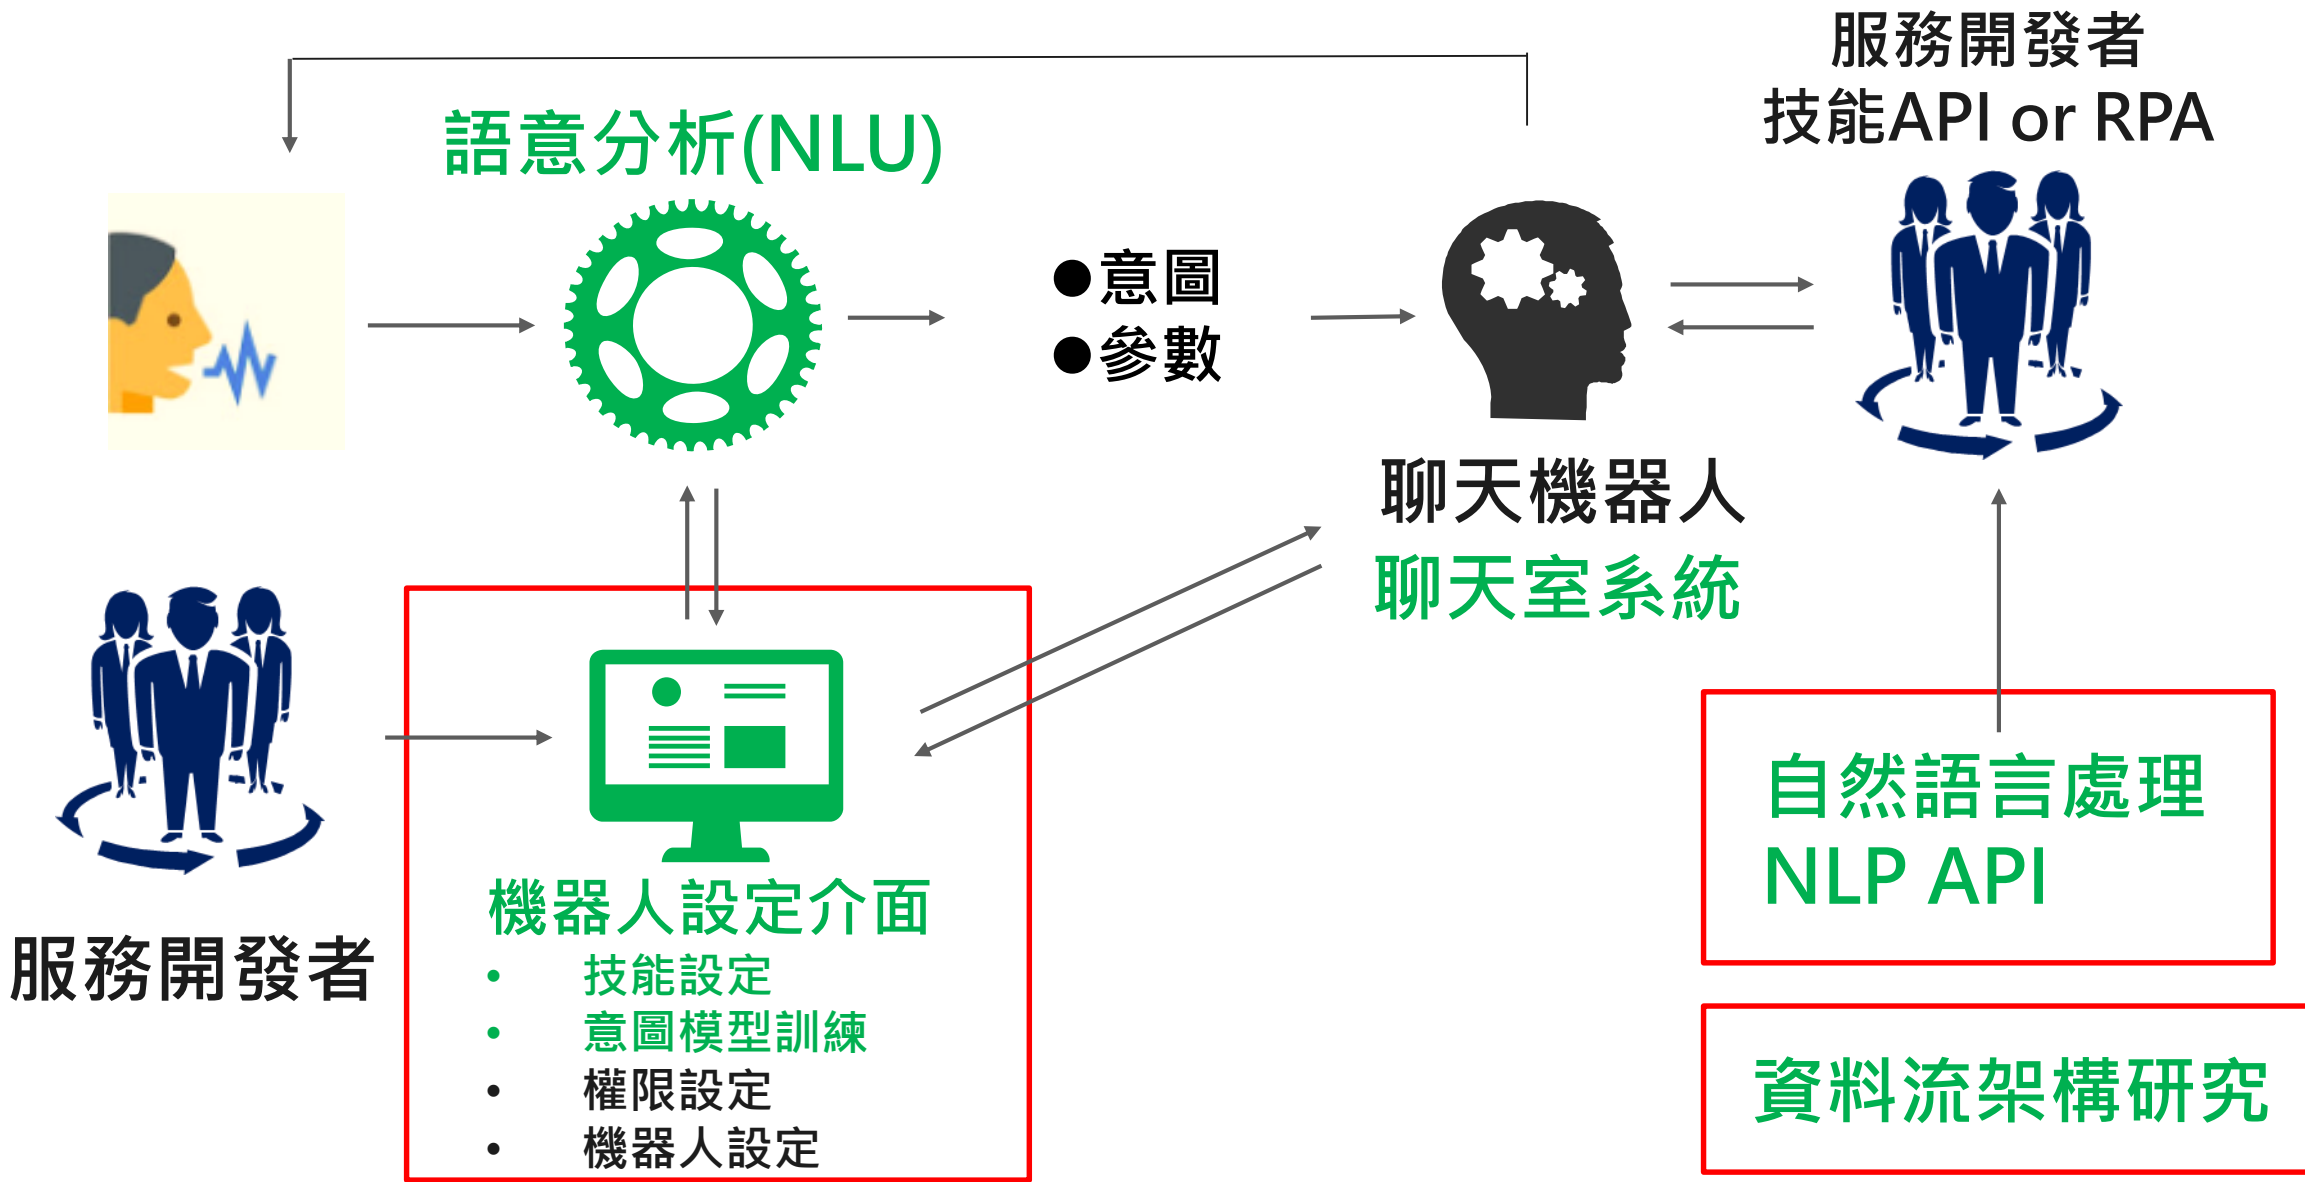 服務開發者
技能API or RPA
語意分析(NLU)
●意圖
●參數
聊天機器人
聊天室系統
服務開發者
機器人設定介面
• 技能設定
• 意圖模型訓練
• 權限設定
• 機器人設定
自然語言處理
NLP API
資料流架構研究